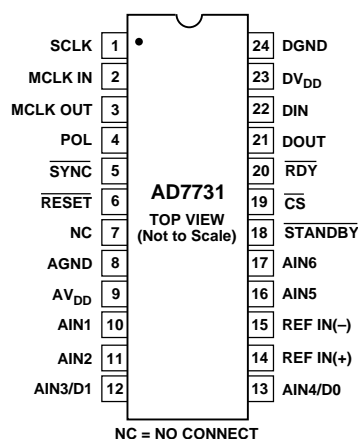 SCLK 1 24 DGND
MCLK IN 2 23 DVDD
MCLK OUT 3 22 DIN
POL 4 21 DOUT
SYNC 5 20 RDY
RESET 6 19 CS
AD7731
TOP VIEW
(Not to Scale)
NC 7 18 STANDBY
AGND 8 17 AIN6
AVDD 9 16 AIN5
AIN1 10 15 REF IN(–)
AIN2 11 14 REF IN(+)
AIN3/D1 12 13 AIN4/D0
NC = NO CONNECT